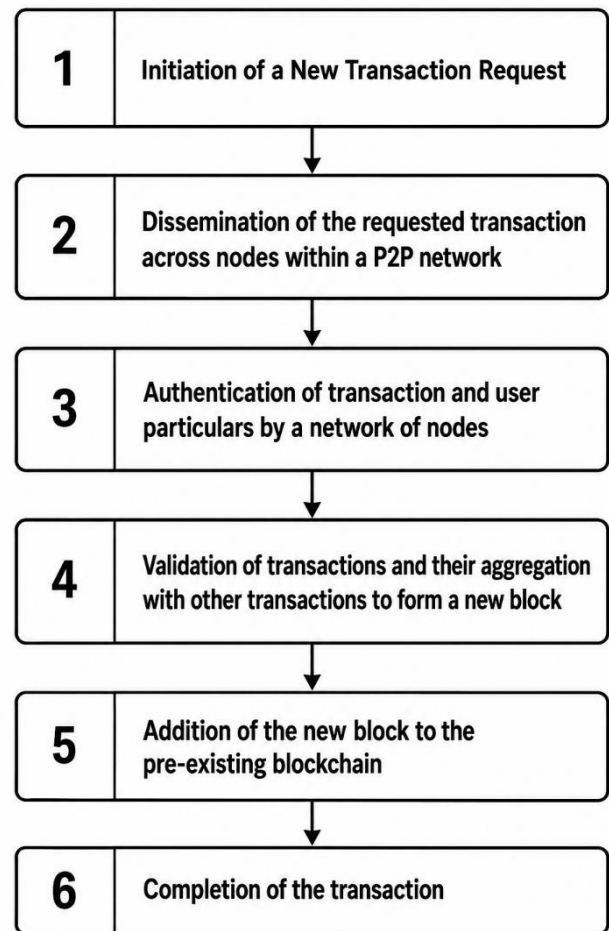 1
Initiation of a New Transaction Request
2
Dissemination of the requested transaction
across nodes within a P2P network
3
Authentication of transaction and user
particulars by a network of nodes
4
Validation of transactions and their aggregation
with other transactions to form a new block
5
Addition of the new block to the
pre-existing blockchain
6
Completion of the transaction